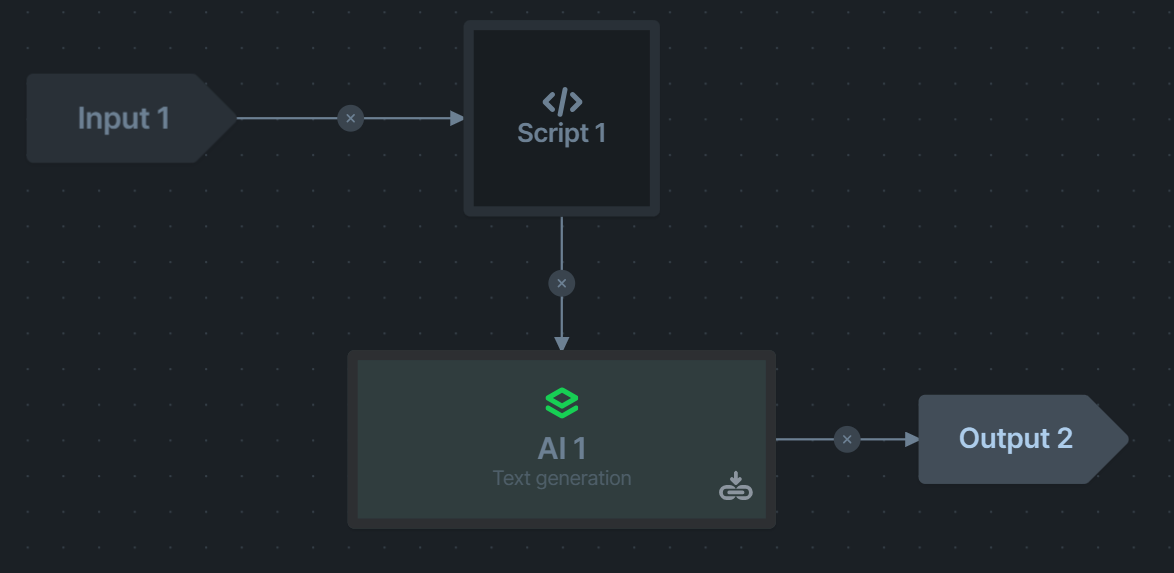 Input 1
Script 1
AI 1
Text generation
Output 2